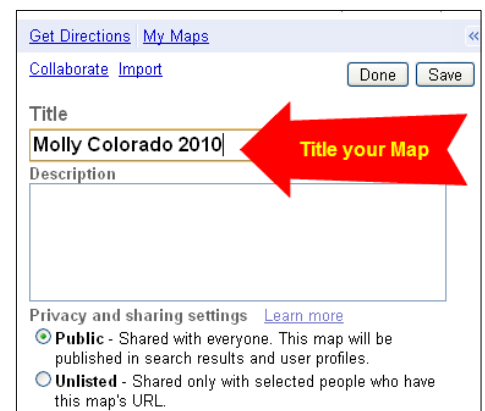 Get Directions My Maps «
Collaborate Import Done Save
Title
Molly Colorado 2010 Title your Map
Description
Privacy and sharing settings Learn more
Public - Shared with everyone. This map will be
published in search results and user profiles.
Unlisted - Shared only with selected people who have
this map's URL.